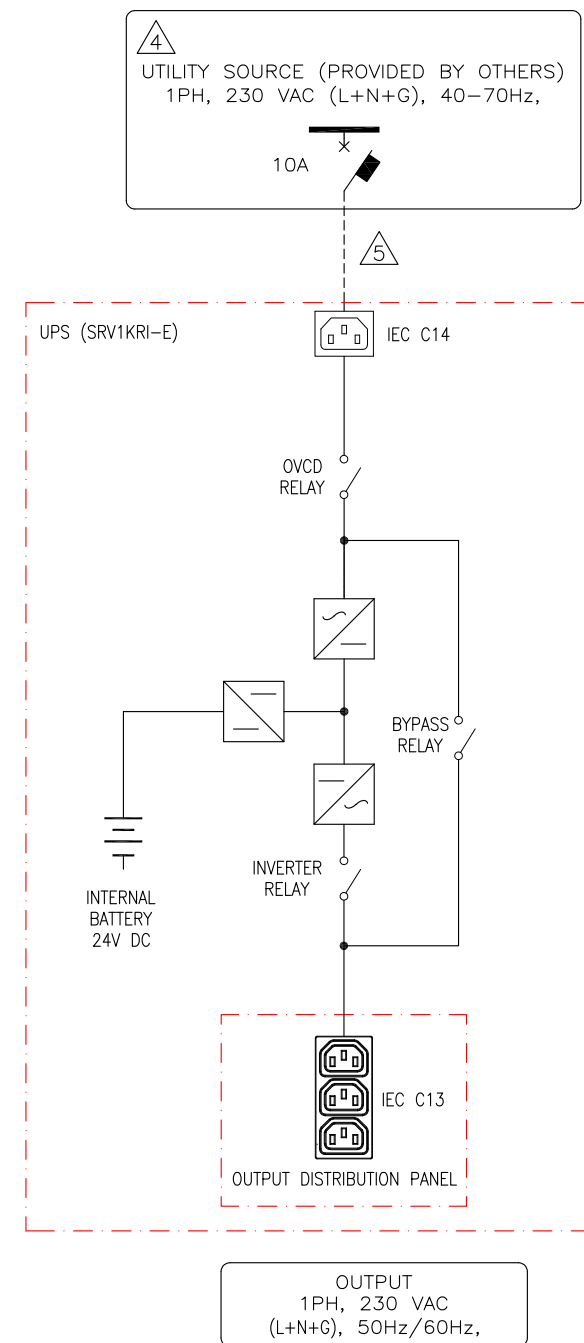 4
UTILITY SOURCE (PROVIDED BY OTHERS)
1PH, 230 VAC (L+N+G), 40-70Hz,
10A
5
UPS (SRV1KRI-E)
IEC C14
OVCD
RELAY
BYPASS
RELAY
INVERTER
RELAY
INTERNAL
BATTERY
24V DC
IEC C13
OUTPUT DISTRIBUTION PANEL
OUTPUT
1PH, 230 VAC
(L+N+G), 50Hz/60Hz,